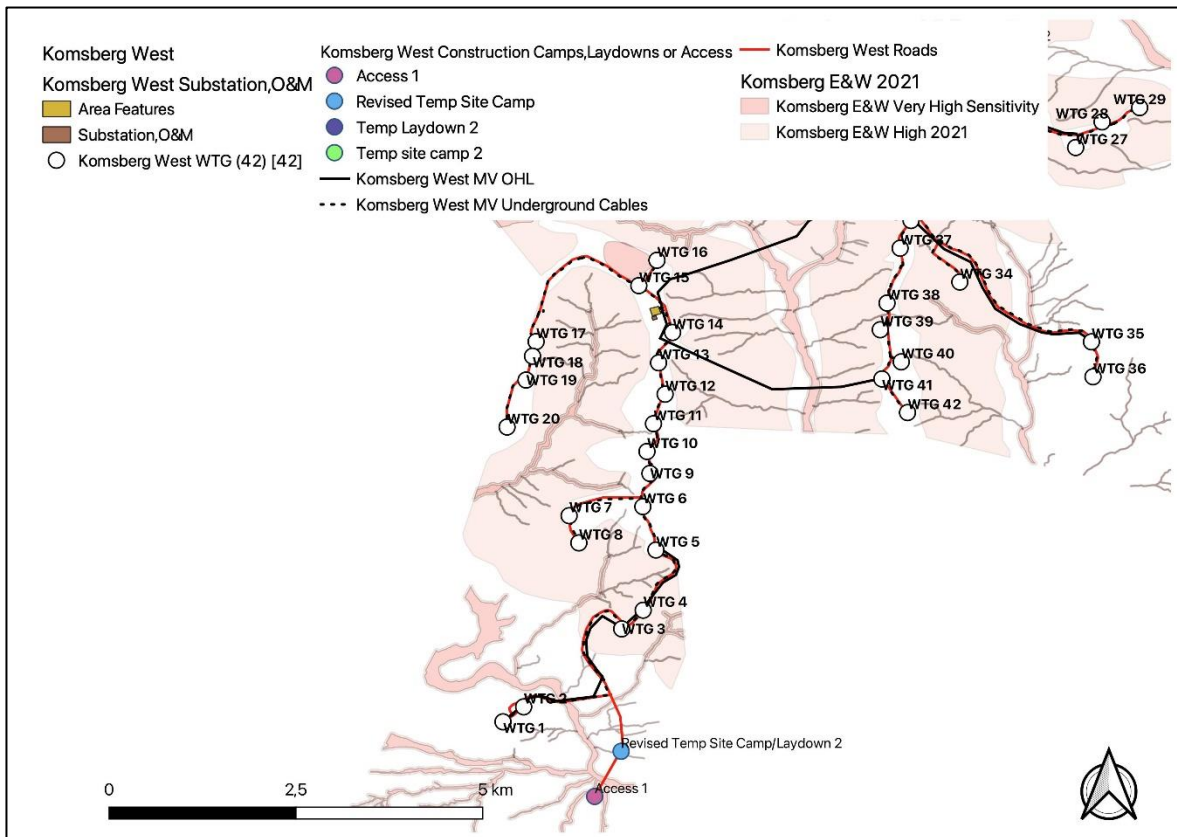 Komsberg West
Komsberg West Substation,O&M
Area Features
Substation,O&M
Komsberg West WTG (42) [42]
Komsberg West Construction Camps,Laydowns or Access
Access 1
Revised Temp Site Camp
Temp Laydown 2
Temp site camp 2
Komsberg West MV OHL
Komsberg West MV Underground Cables
Komsberg West Roads
Komsberg E&W 2021
Komsberg E&W Very High Sensitivity
Komsberg E&W High 2021
WTG 29
WTG 28
WTG 27
WTG 37
WTG 16
WTG 15
WTG 34
WTG 38
WTG 14
WTG 39
WTG 17
WTG 35
WTG 13
WTG 18
WTG 40
WTG 36
WTG 19
WTG 12
WTG 41
WTG 42
WTG 11
WTG 20
WTG 10
WTG 9
WTG 6
WTG 7
WTG 8
WTG 5
WTG 4
WTG 3
WTG 2
WTG 1
Revised Temp Site Camp/Laydown 2
Access 1
0 2,5 5 km